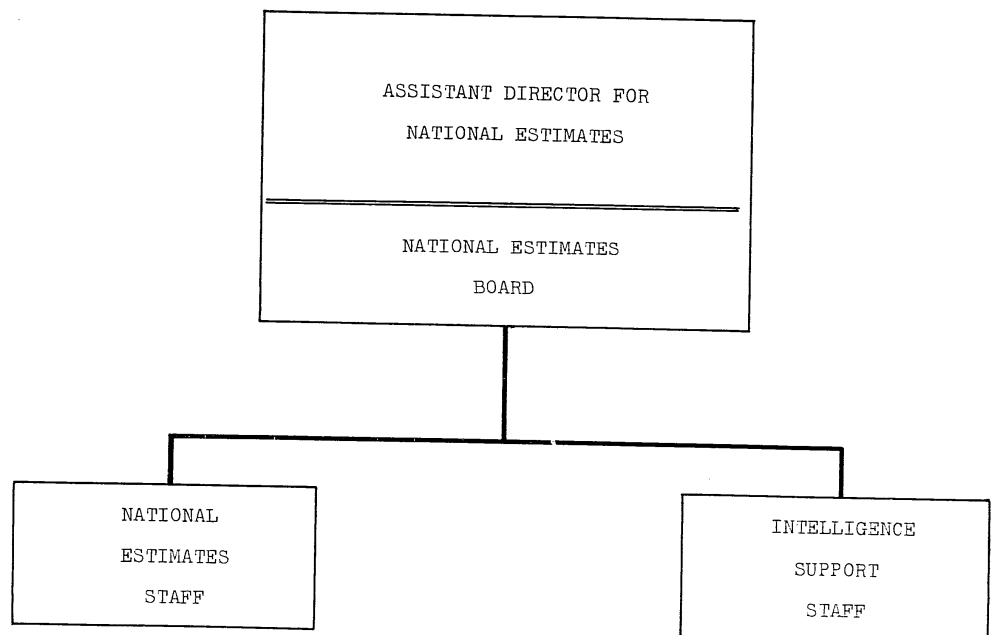 ASSISTANT DIRECTOR FOR
NATIONAL ESTIMATES
NATIONAL ESTIMATES
BOARD
NATIONAL
ESTIMATES
STAFF
INTELLIGENCE
SUPPORT
STAFF